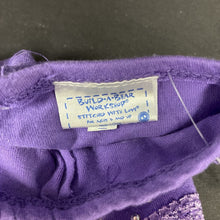 BUILD-A-BEAR
WORKSHOP®
STITCHED WITH LOVE®
FOR AGES 3 AND UP